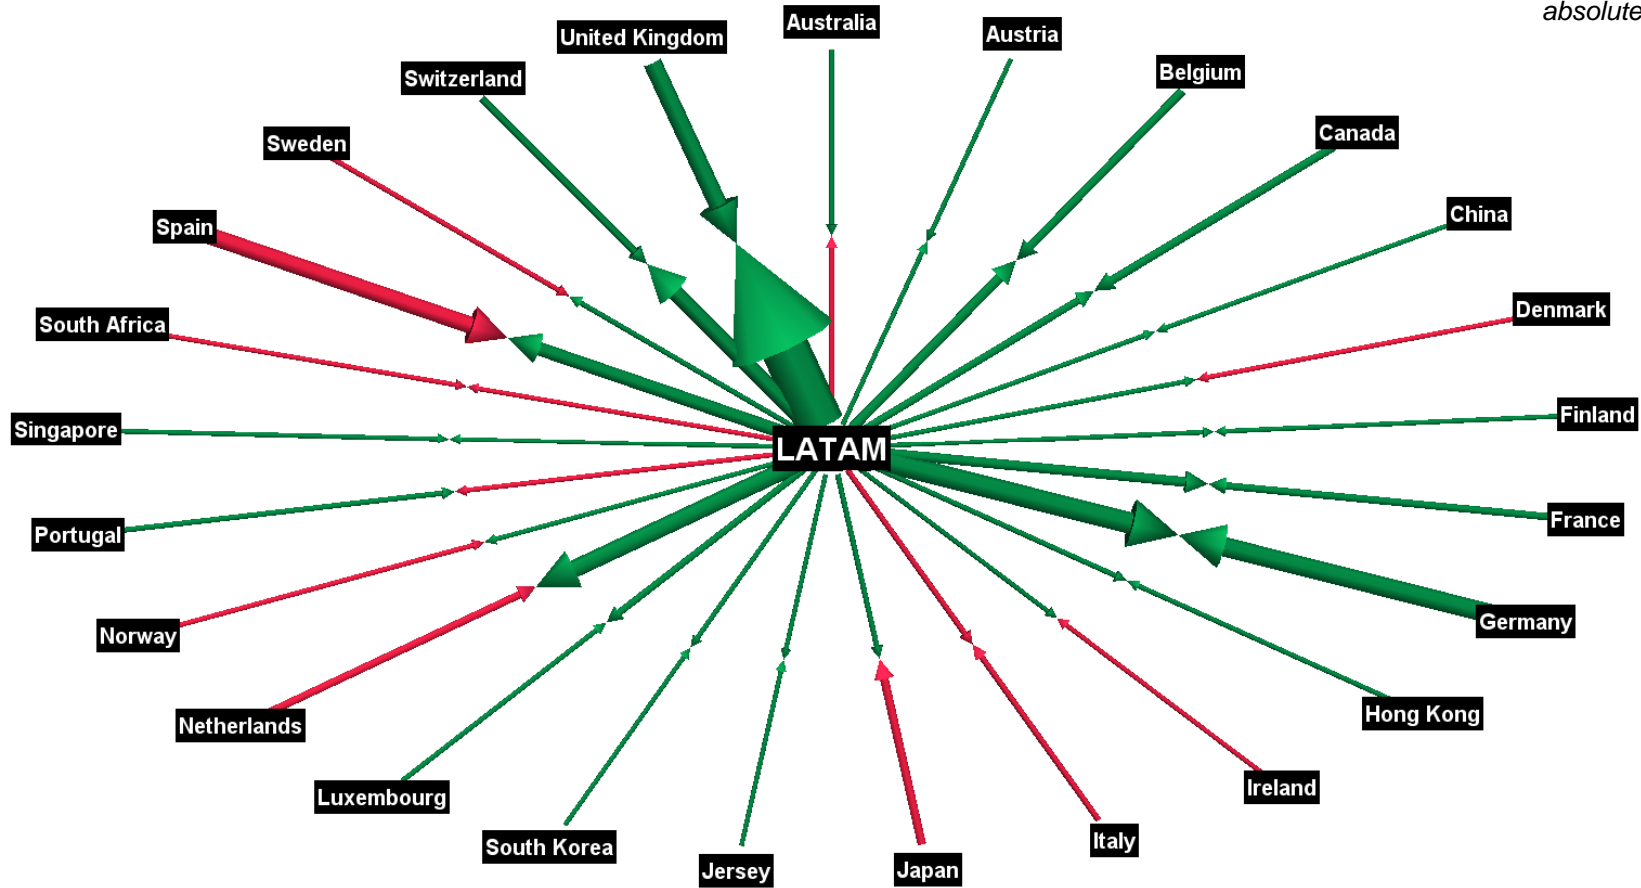 absolute
Australia
Austria
United Kingdom
Belgium
Switzerland
Canada
Sweden
China
Spain
Denmark
South Africa
Finland
Singapore
LATAM
France
Portugal
Germany
Norway
Hong Kong
Netherlands
Ireland
Luxembourg
Italy
South Korea
Japan
Jersey